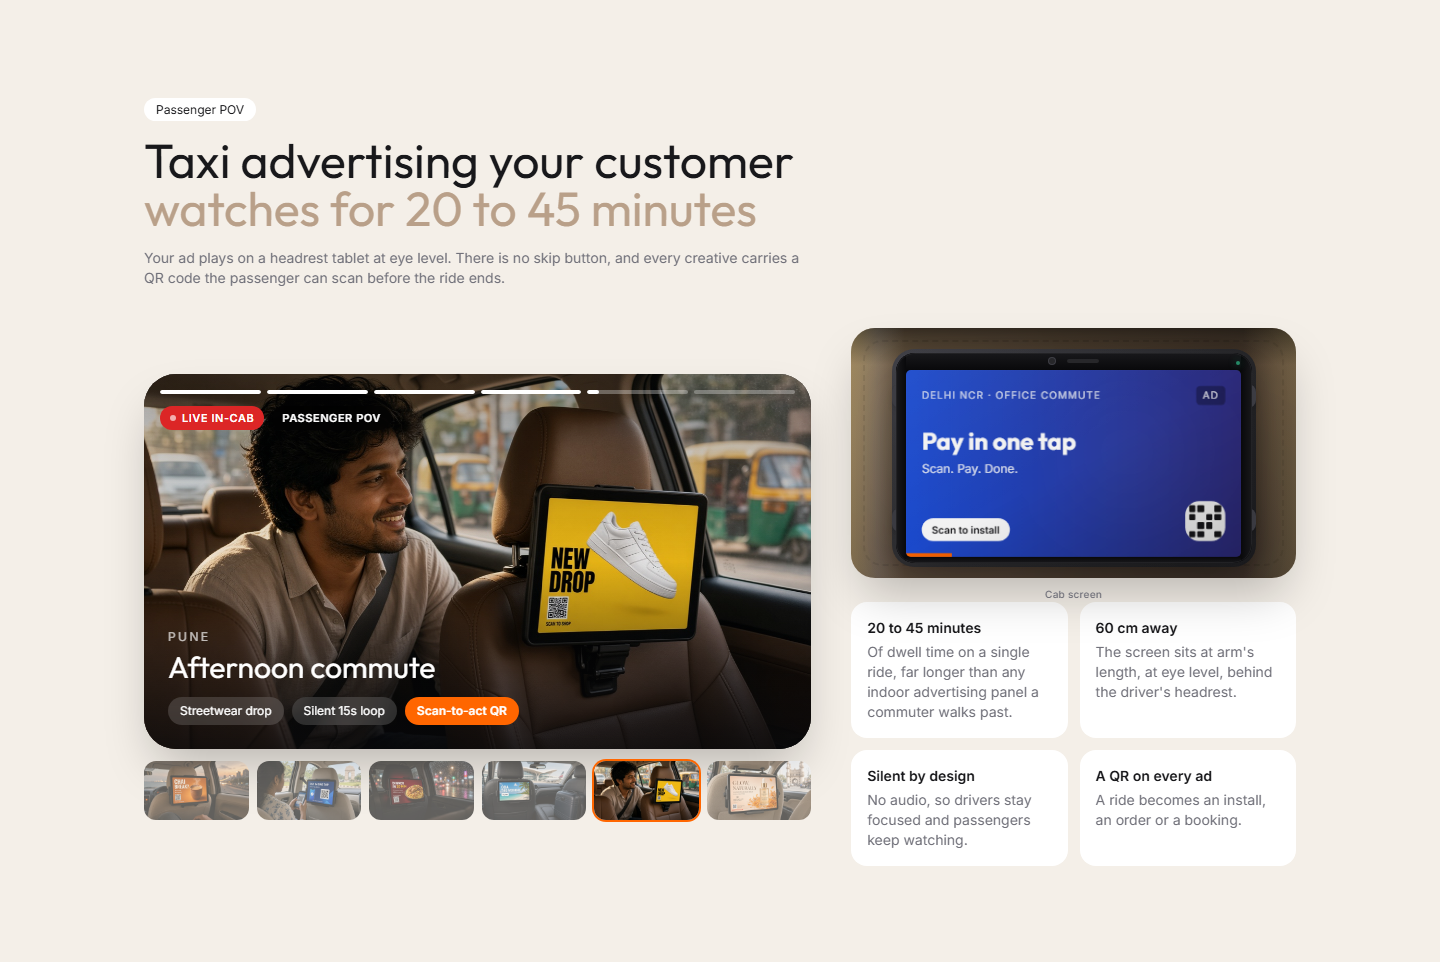 Passenger POV
Taxi advertising your customer
watches for 20 to 45 minutes
Your ad plays on a headrest tablet at eye level. There is no skip button, and every creative carries a
QR code the passenger can scan before the ride ends.
LIVE IN-CAB
PASSENGER POV
NEW
DROP
SCAN TO SHOP
PUNE
Afternoon commute
Streetwear drop
Silent 15s loop
Scan-to-act QR
NEW
DROP
DELHI NCR · OFFICE COMMUTE
AD
Pay in one tap
Scan. Pay. Done.
Scan to install
Cab screen
20 to 45 minutes
Of dwell time on a single
ride, far longer than any
indoor advertising panel a
commuter walks past.
60 cm away
The screen sits at arm's
length, at eye level, behind
the driver's headrest.
Silent by design
No audio, so drivers stay
focused and passengers
keep watching.
A QR on every ad
A ride becomes an install,
an order or a booking.